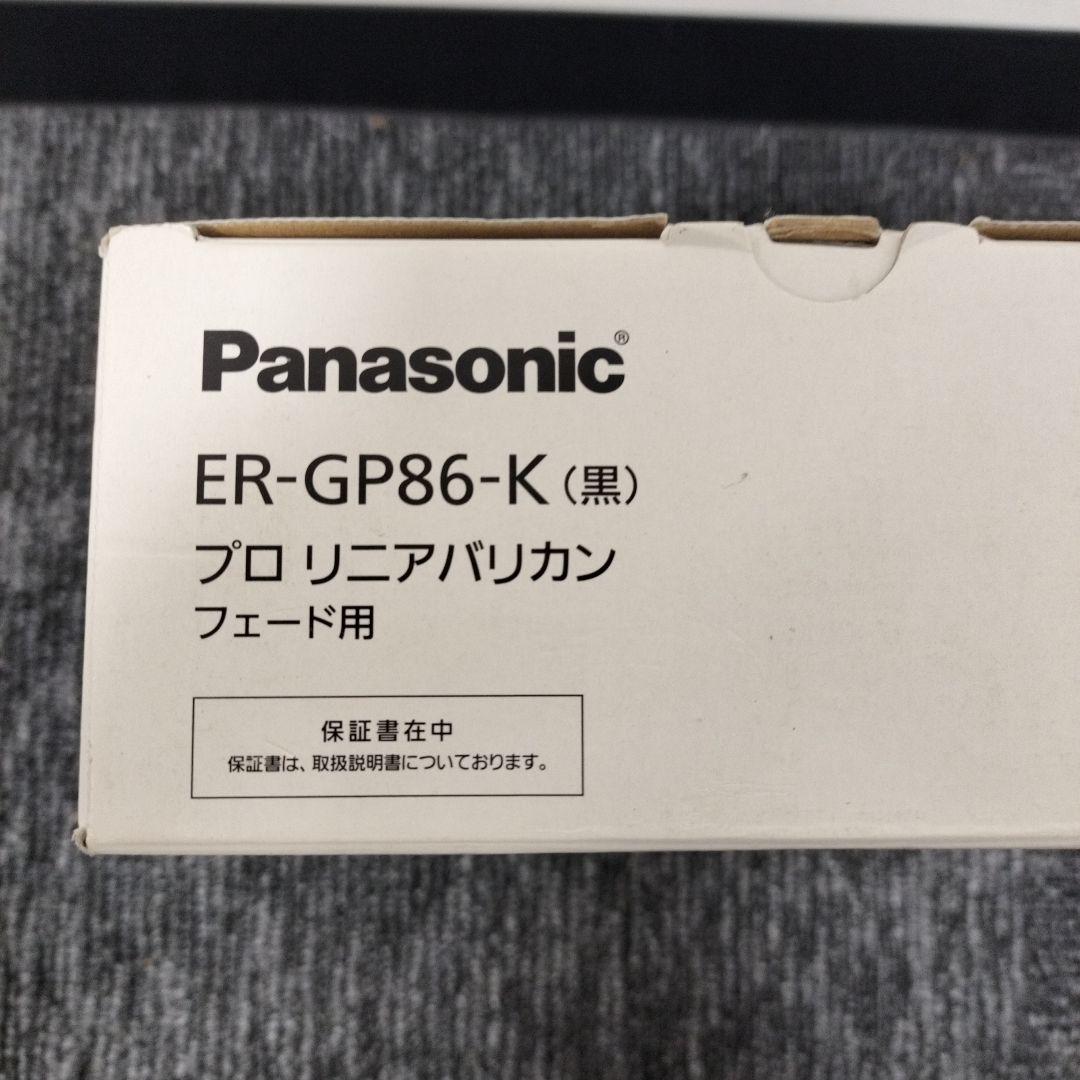 Panasonic®
ER-GP86-K（黒）
プロ リニアバリカン
フェード用
保証書在中
保証書は、取扱説明書についております。